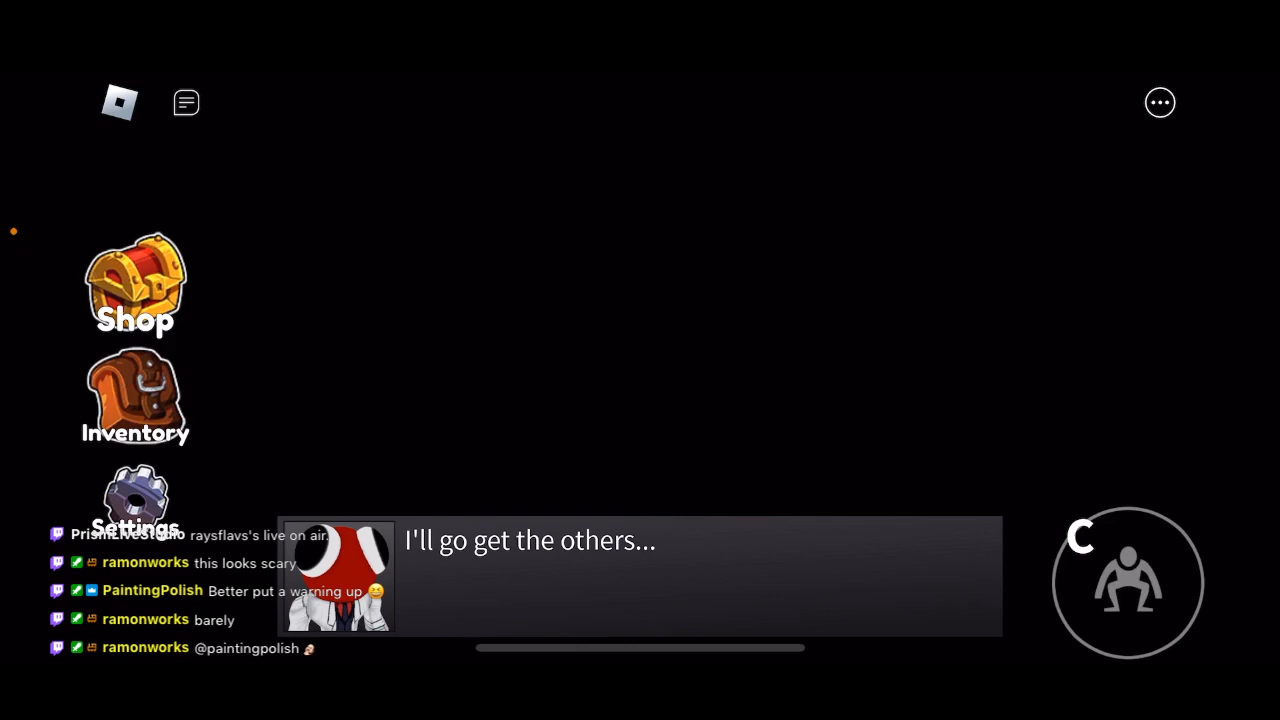 Shop
Inventory
Settings
I'll go get the others...
C
PrismLiveStudio raysflavs's live on air.
ramonworks this looks scary
PaintingPolish Better put a warning up 😆
ramonworks barely
ramonworks @paintingpolish